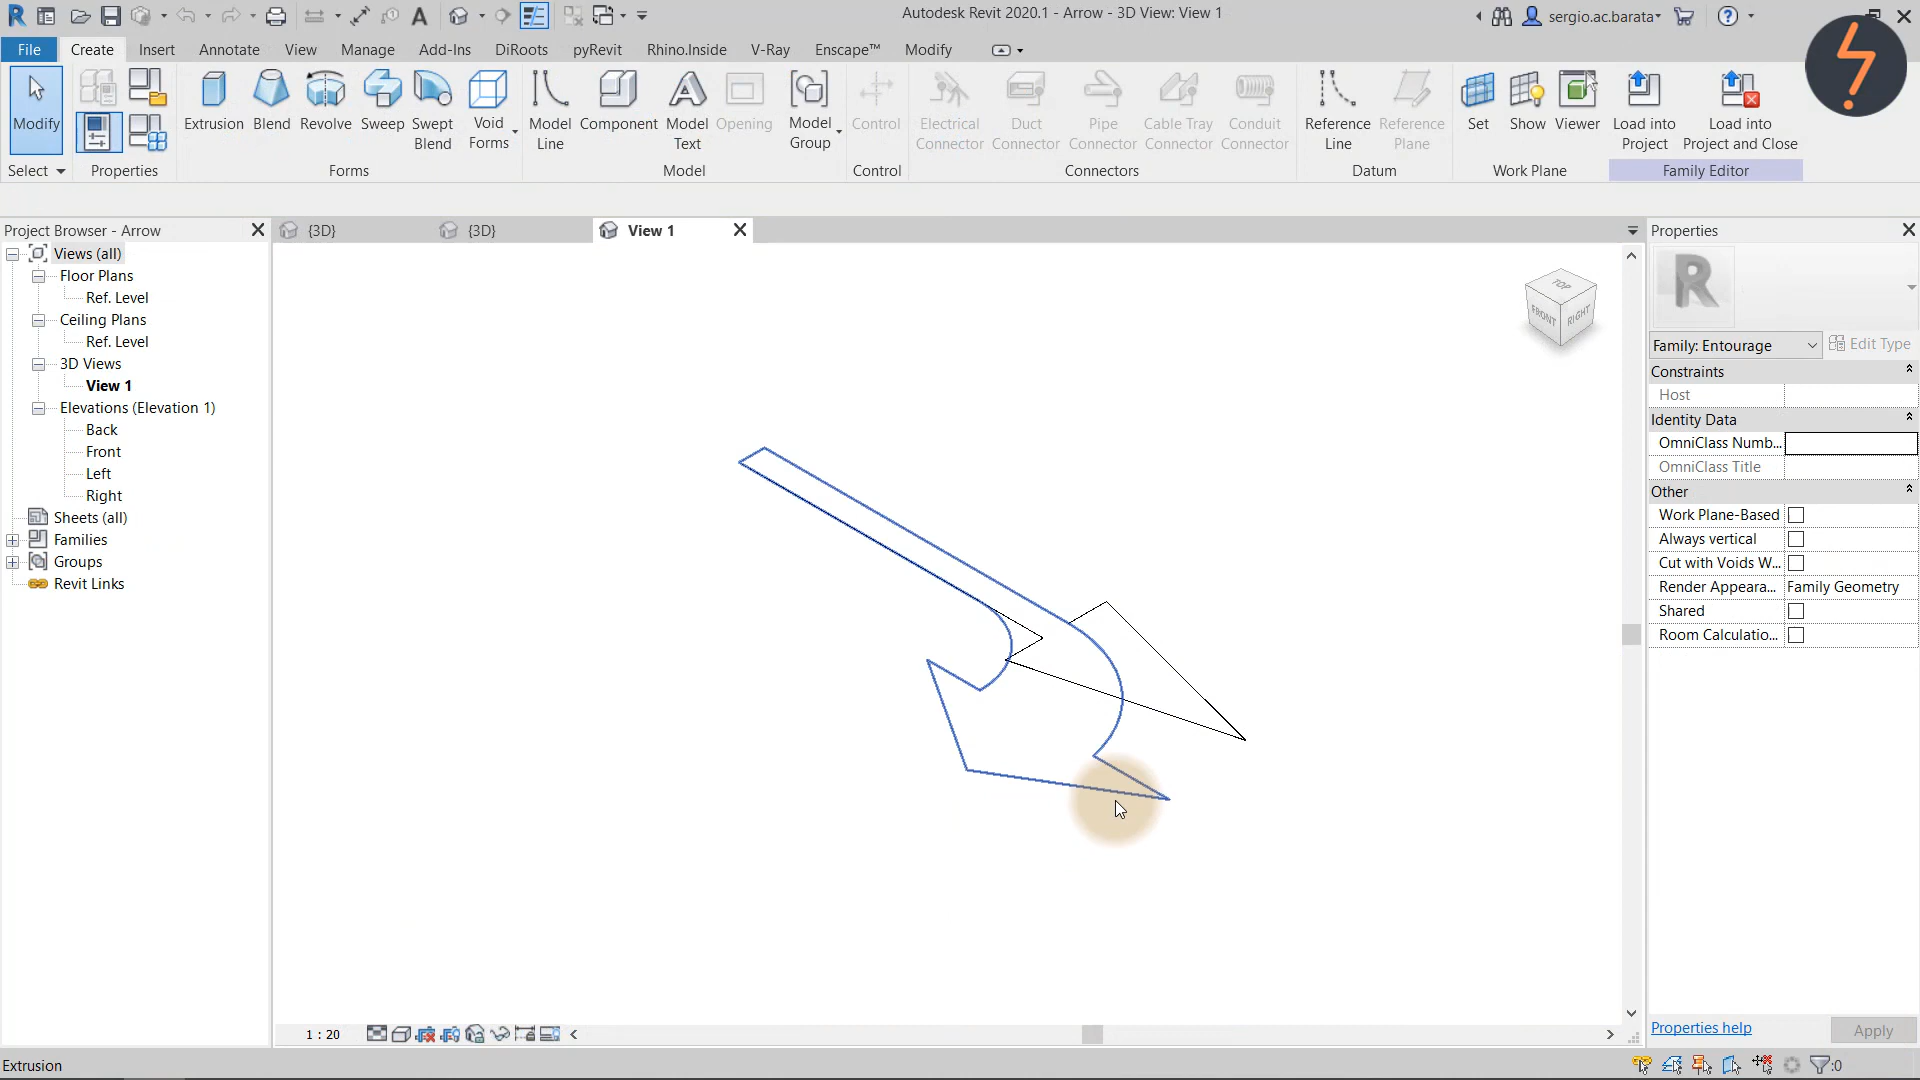 Autodesk Revit 2020.1 - Arrow - 3D View: View 1
sergio.ac.barata
File Create Insert Annotate View Manage Add-Ins DiRoots pyRevit Rhino.Inside V-Ray Enscape™ Modify
Modify
Extrusion Blend Revolve Sweep Swept Blend Void Forms
Model Line Component Model Text Opening Model Group
Control
Electrical Connector Duct Connector Pipe Connector Cable Tray Connector Conduit Connector
Reference Line Reference Plane
Set Show Viewer
Load into Project Load into Project and Close
Select Properties Forms Model Control Connectors Datum Work Plane Family Editor
Project Browser - Arrow
{3D} {3D} View 1
Properties
Views (all)
Floor Plans
Ref. Level
Ceiling Plans
Ref. Level
3D Views
View 1
Elevations (Elevation 1)
Back
Front
Left
Right
Sheets (all)
Families
Groups
Revit Links
TOP
FRONT RIGHT
R
Family: Entourage Edit Type
Constraints
Host
Identity Data
OmniClass Numb...
OmniClass Title
Other
Work Plane-Based
Always vertical
Cut with Voids W...
Render Appeara... Family Geometry
Shared
Room Calculatio...
1 : 20
Properties help Apply
Extrusion
:0